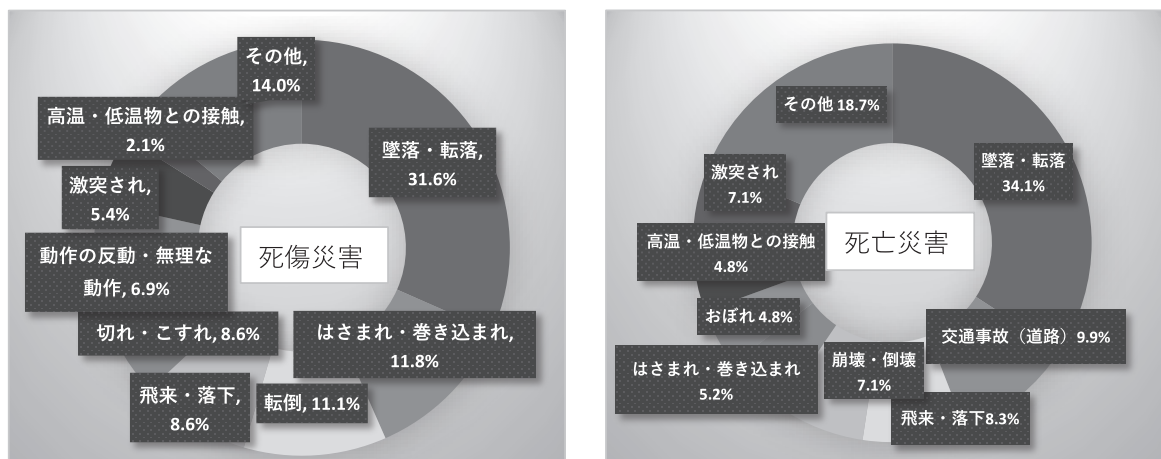 その他,
14.0%
高温・低温物との接触,
2.1%
激突され,
5.4%
動作の反動・無理な
動作, 6.9%
切れ・こすれ, 8.6%
飛来・落下,
8.6%
転倒, 11.1%
はさまれ・巻き込まれ,
11.8%
墜落・転落,
31.6%
死傷災害
その他 18.7%
激突され
7.1%
高温・低温物との接触
4.8%
おぼれ 4.8%
はさまれ・巻き込まれ
5.2%
崩壊・倒壊
7.1%
飛来・落下8.3%
交通事故（道路）9.9%
墜落・転落
34.1%
死亡災害